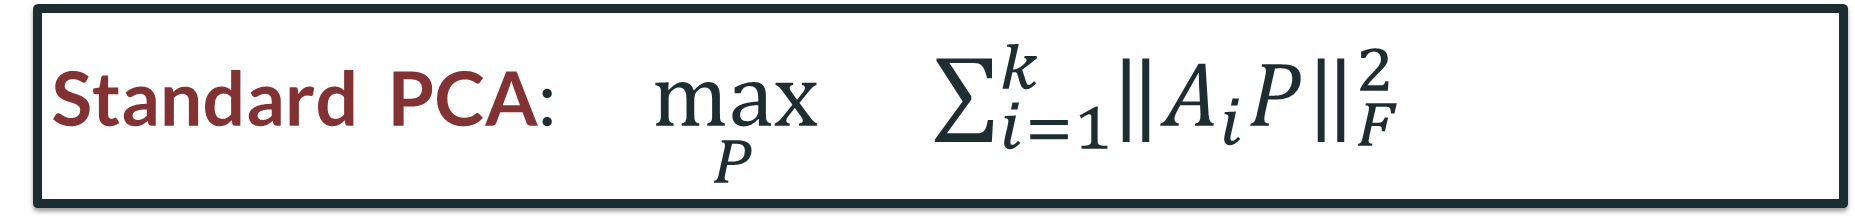 Standard PCA: max_P ∑_{i=1}^{k} ||A_i P||_F^2